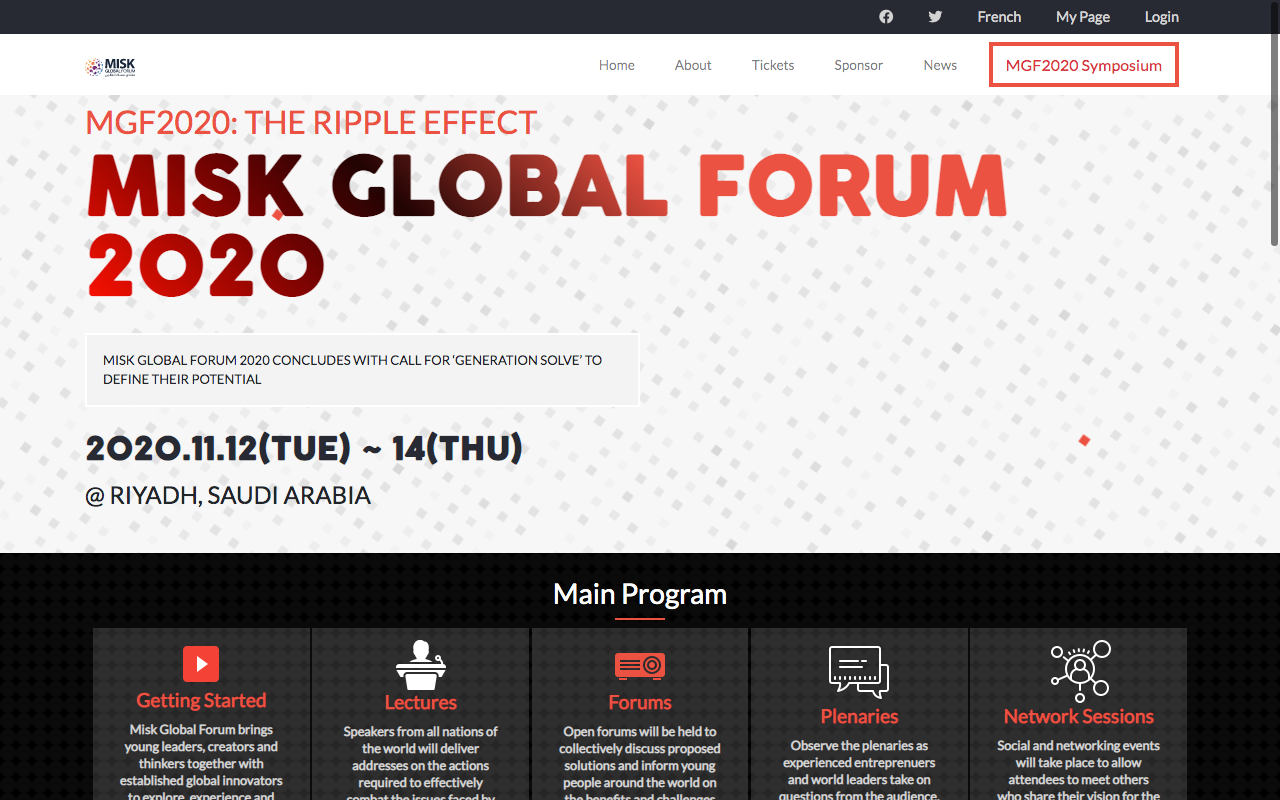 French My Page Login
MISK
GLOBAL FORUM
Home About Tickets Sponsor News MGF2020 Symposium
MGF2020: THE RIPPLE EFFECT
MISK GLOBAL FORUM
2020
MISK GLOBAL FORUM 2020 CONCLUDES WITH CALL FOR ‘GENERATION SOLVE’ TO
DEFINE THEIR POTENTIAL
2020.11.12(TUE) ~ 14(THU)
@ RIYADH, SAUDI ARABIA
Main Program
Getting Started
Misk Global Forum brings
young leaders, creators and
thinkers together with
established global innovators
to explore, experience and
Lectures
Speakers from all nations of
the world will deliver
addresses on the actions
required to effectively
combat the issues faced by
Forums
Open forums will be held to
collectively discuss proposed
solutions and inform young
people around the world on
the benefits and challenges
Plenaries
Observe the plenaries as
experienced entreprenuers
and world leaders take on
questions from the audience,
Network Sessions
Social and networking events
will take place to allow
attendees to meet others
who share their vision for the